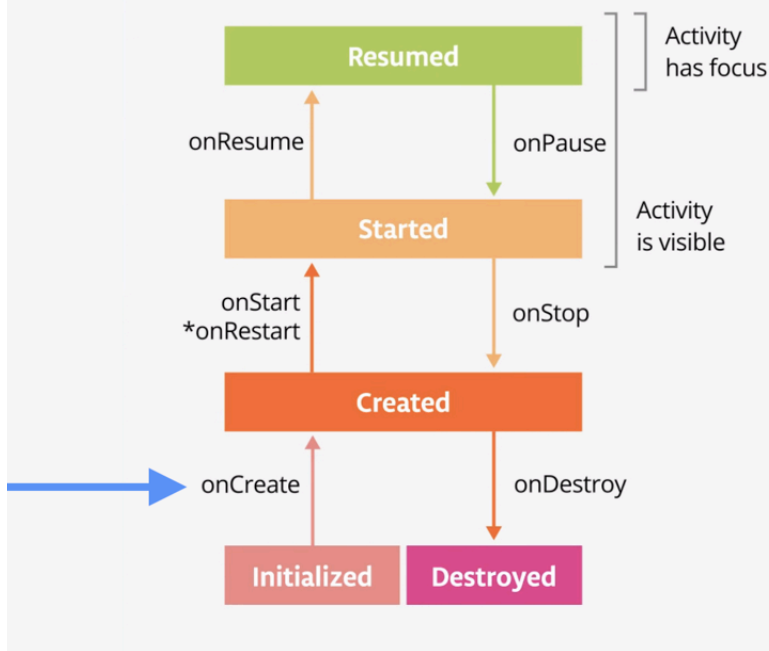 Resumed
Activity
has focus
onResume
onPause
Started
Activity
is visible
onStart
*onRestart
onStop
Created
onCreate
onDestroy
Initialized
Destroyed